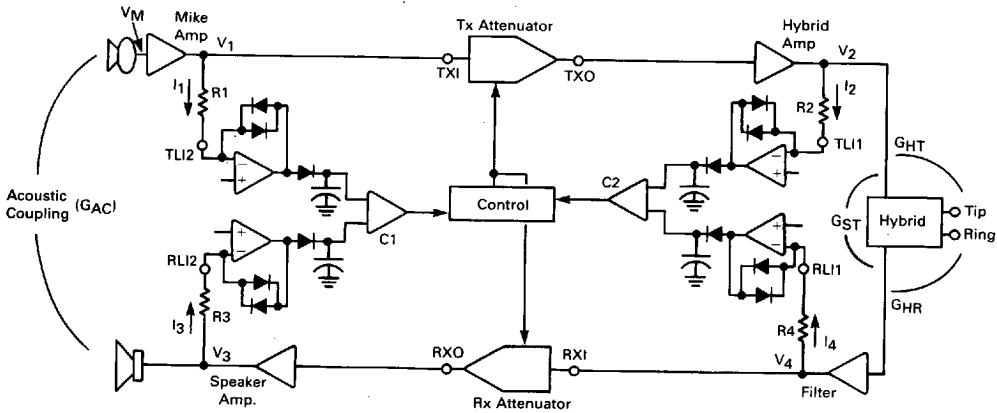 VM
Mike
Amp
V1
Tx Attenuator
TXI
TXO
Hybrid
Amp
V2
I1
R1
R2
I2
TLI2
TLI1
−
+
−
+
GHT
Acoustic
Coupling (GAC)
C1
Control
C2
GST
Hybrid
Tip
Ring
+
−
+
−
RLI2
RLI1
GHR
I3
R3
R4
I4
V3
Speaker
Amp.
RXO
RXI
Rx Attenuator
V4
Filter